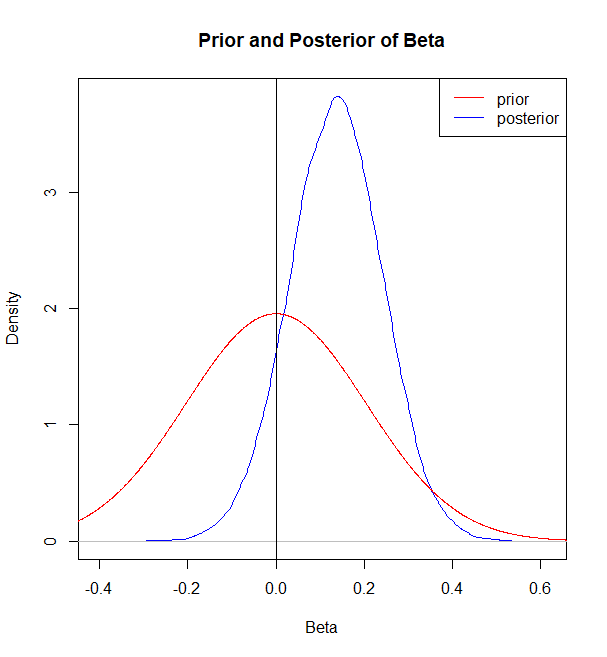 Prior and Posterior of Beta
prior
posterior
3
2
1
0
Density
-0.4 -0.2 0.0 0.2 0.4 0.6
Beta